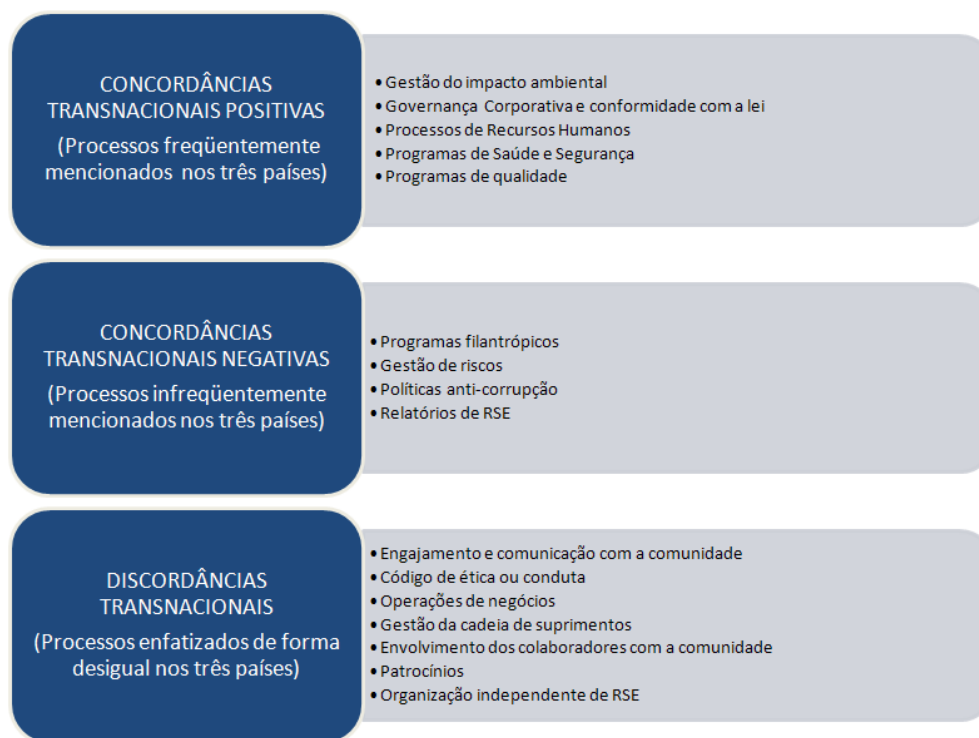 CONCORDÂNCIAS
TRANSNACIONAIS POSITIVAS
(Processos freqüentemente
mencionados nos três países)
• Gestão do impacto ambiental
• Governança Corporativa e conformidade com a lei
• Processos de Recursos Humanos
• Programas de Saúde e Segurança
• Programas de qualidade
CONCORDÂNCIAS
TRANSNACIONAIS NEGATIVAS
(Processos infreqüentemente
mencionados nos três países)
• Programas filantrópicos
• Gestão de riscos
• Políticas anti-corrupção
• Relatórios de RSE
DISCORDÂNCIAS
TRANSNACIONAIS
(Processos enfatizados de forma
desigual nos três países)
• Engajamento e comunicação com a comunidade
• Código de ética ou conduta
• Operações de negócios
• Gestão da cadeia de suprimentos
• Envolvimento dos colaboradores com a comunidade
• Patrocínios
• Organização independente de RSE